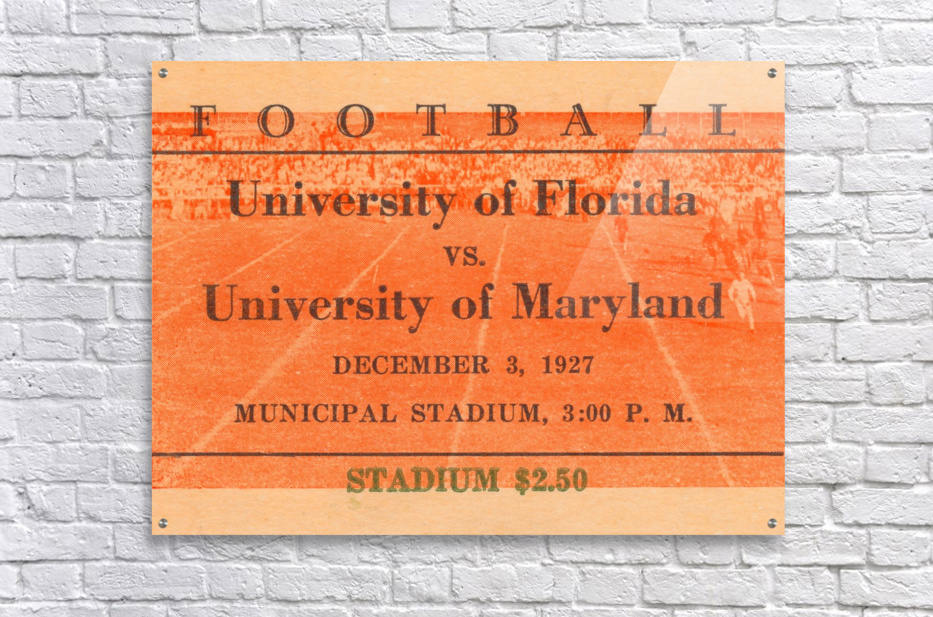 FOOTBALL
University of Florida
vs.
University of Maryland
DECEMBER 3, 1927
MUNICIPAL STADIUM, 3:00 P. M.
STADIUM $2.50